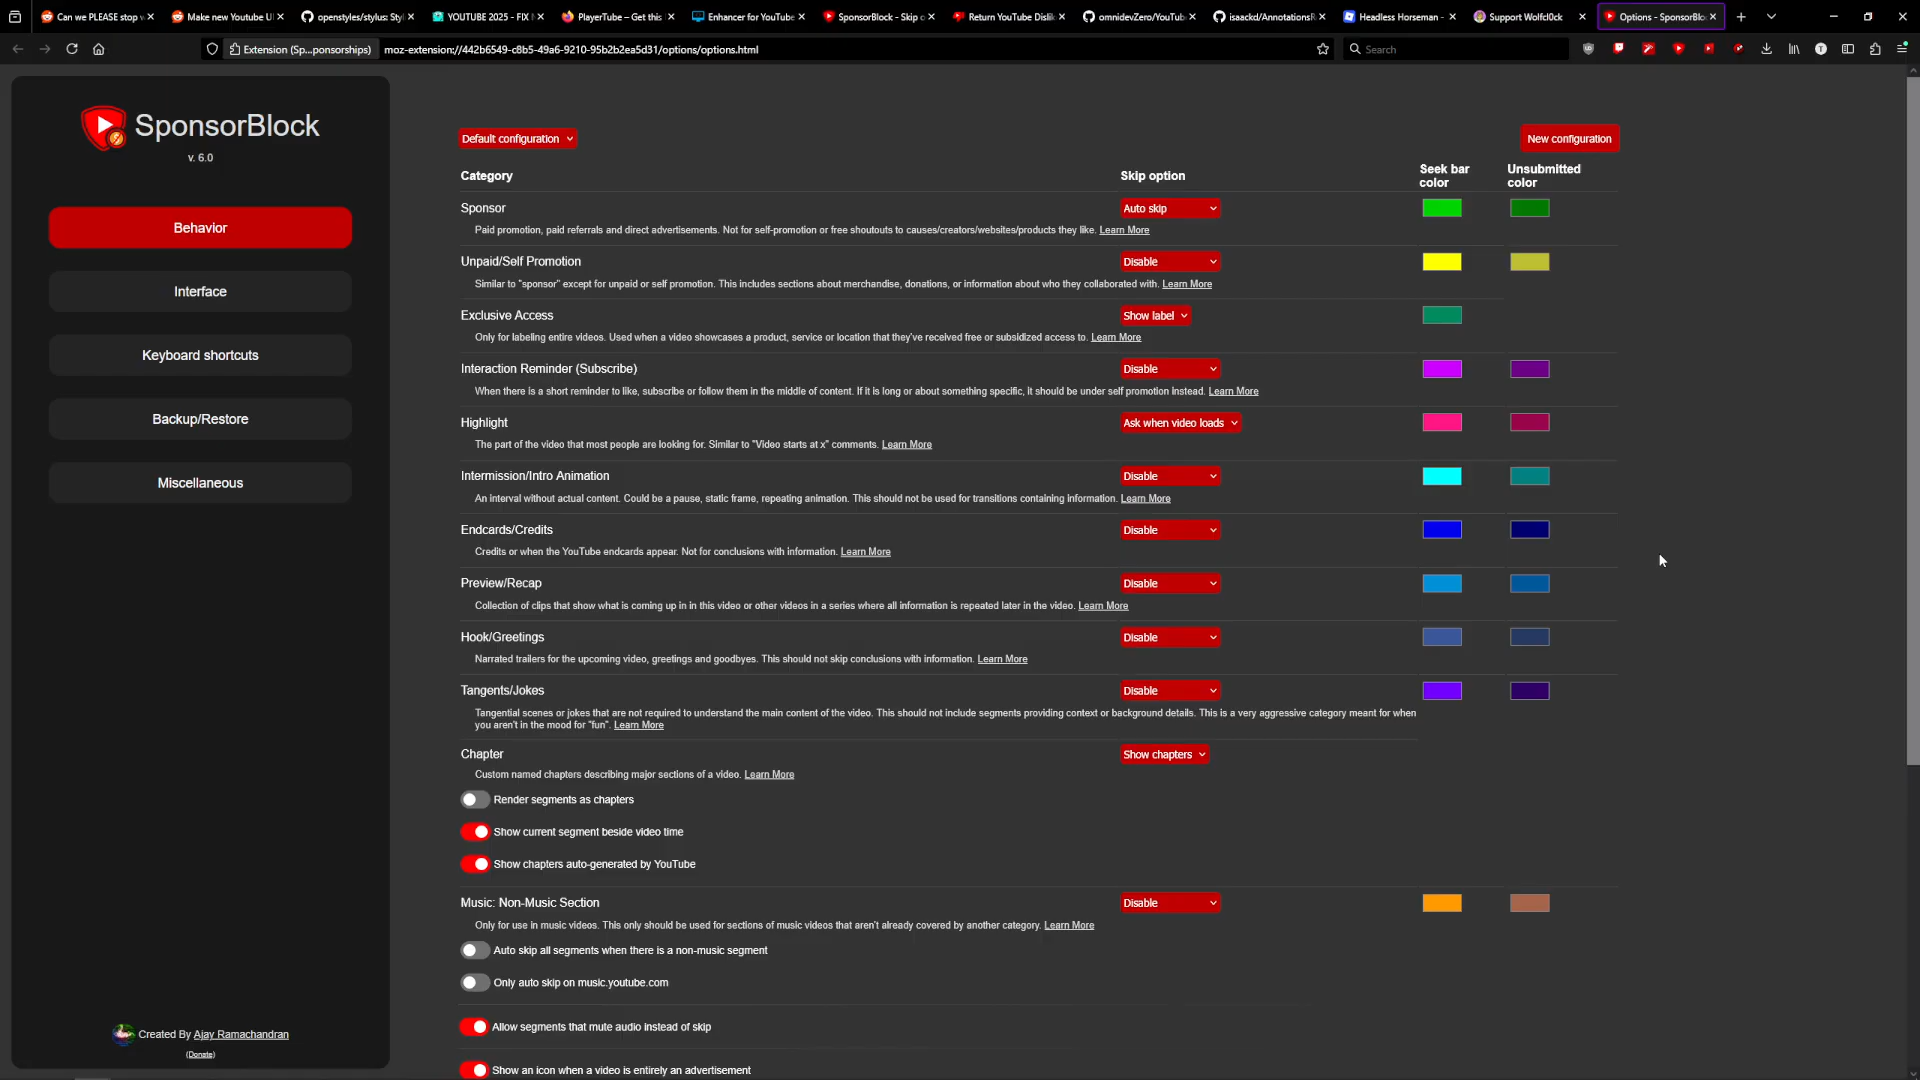 Can we PLEASE stop w
Make new Youtube U
openstyles/stylus: Styl
YOUTUBE 2025 - FIX
PlayerTube – Get this
Enhancer for YouTube
SponsorBlock - Skip o
Return YouTube Disli
omnidevZero/YouTub
isaackd/AnnotationsR
Headless Horseman -
Support Wolfcl0ck
Options - SponsorBlo
Extension (Sp...ponsorships)
moz-extension://442b6549-c8b5-49a6-9210-95b2b2ea5d31/options/options.html
Search
SponsorBlock
v. 6.0
Behavior
Interface
Keyboard shortcuts
Backup/Restore
Miscellaneous
Created By Ajay Ramachandran
(Donate)
Default configuration
New configuration
Category
Skip option
Seek bar
color
Unsubmitted
color
Sponsor
Auto skip
Paid promotion, paid referrals and direct advertisements. Not for self-promotion or free shoutouts to causes/creators/websites/products they like. Learn More
Unpaid/Self Promotion
Disable
Similar to "sponsor" except for unpaid or self promotion. This includes sections about merchandise, donations, or information about who they collaborated with. Learn More
Exclusive Access
Show label
Only for labeling entire videos. Used when a video showcases a product, service or location that they've received free or subsidized access to. Learn More
Interaction Reminder (Subscribe)
Disable
When there is a short reminder to like, subscribe or follow them in the middle of content. If it is long or about something specific, it should be under self promotion instead. Learn More
Highlight
Ask when video loads
The part of the video that most people are looking for. Similar to "Video starts at x" comments. Learn More
Intermission/Intro Animation
Disable
An interval without actual content. Could be a pause, static frame, repeating animation. This should not be used for transitions containing information. Learn More
Endcards/Credits
Disable
Credits or when the YouTube endcards appear. Not for conclusions with information. Learn More
Preview/Recap
Disable
Collection of clips that show what is coming up in in this video or other videos in a series where all information is repeated later in the video. Learn More
Hook/Greetings
Disable
Narrated trailers for the upcoming video, greetings and goodbyes. This should not skip conclusions with information. Learn More
Tangents/Jokes
Disable
Tangential scenes or jokes that are not required to understand the main content of the video. This should not include segments providing context or background details. This is a very aggressive category meant for when
you aren't in the mood for "fun". Learn More
Chapter
Show chapters
Custom named chapters describing major sections of a video. Learn More
Render segments as chapters
Show current segment beside video time
Show chapters auto-generated by YouTube
Music: Non-Music Section
Disable
Only for use in music videos. This only should be used for sections of music videos that aren't already covered by another category. Learn More
Auto skip all segments when there is a non-music segment
Only auto skip on music.youtube.com
Allow segments that mute audio instead of skip
Show an icon when a video is entirely an advertisement